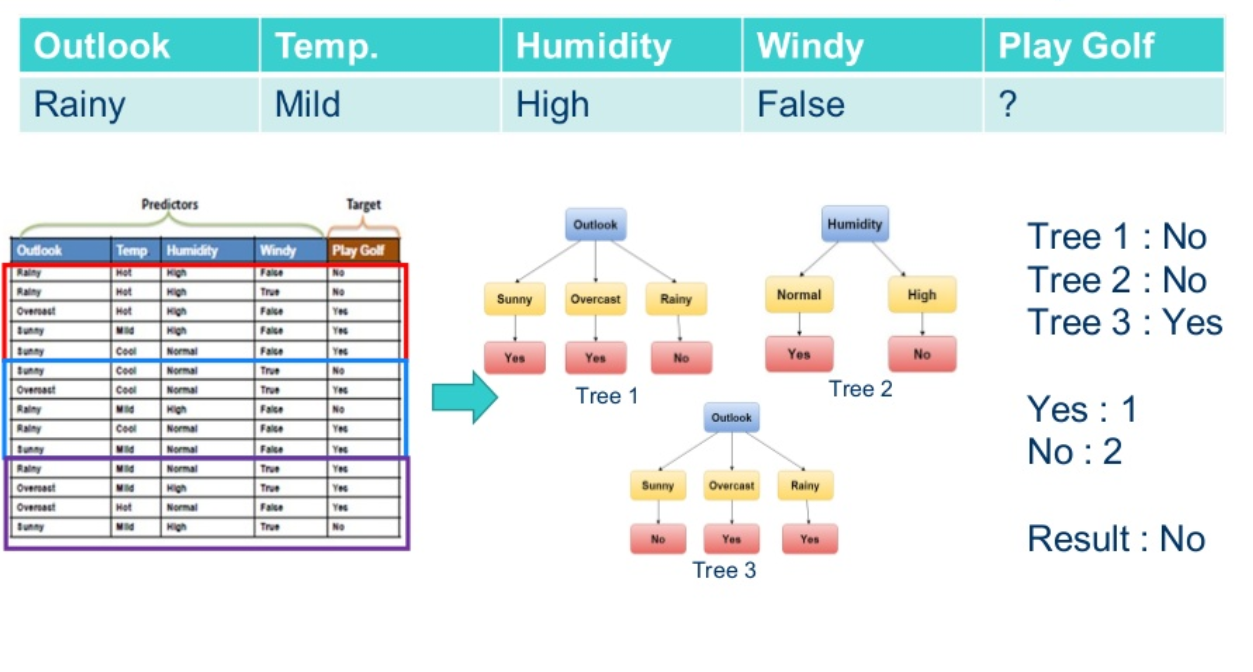 Outlook Temp. Humidity Windy Play Golf
Rainy Mild High False ?
Predictors Target
Outlook Temp Humidity Windy Play Golf
Rainy Hot High False No
Rainy Hot High True No
Overcast Hot High False Yes
Sunny Mild High False Yes
Sunny Cool Normal False Yes
Sunny Cool Normal True No
Overcast Cool Normal True Yes
Rainy Mild High False No
Rainy Cool Normal False Yes
Sunny Mild Normal False Yes
Rainy Mild Normal True Yes
Overcast Mild High True Yes
Overcast Hot Normal False Yes
Sunny Mild High True No
Outlook
Sunny Overcast Rainy
Yes Yes No
Tree 1
Humidity
Normal High
Yes No
Tree 2
Outlook
Sunny Overcast Rainy
No Yes Yes
Tree 3
Tree 1 : No
Tree 2 : No
Tree 3 : Yes
Yes : 1
No : 2
Result : No